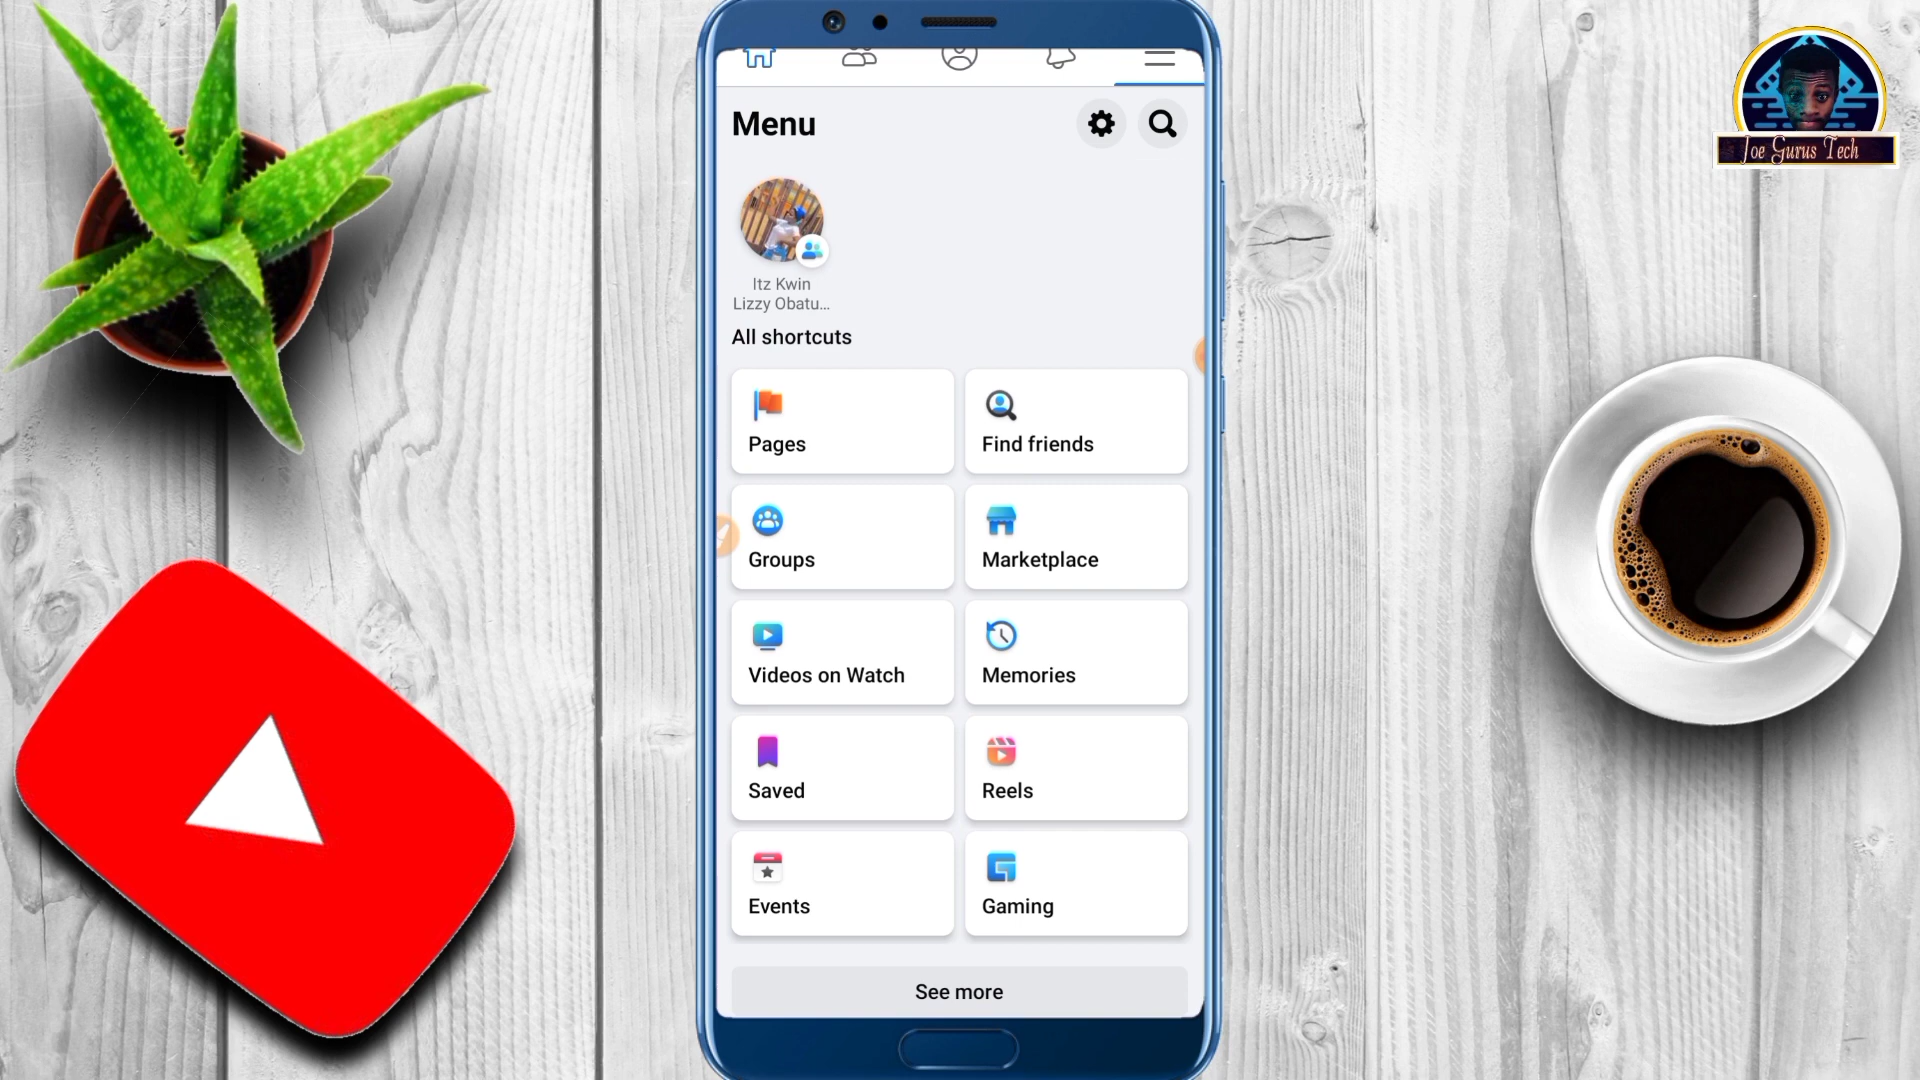 Joe Gurus Tech
Menu
Itz Kwin
Lizzy Obatu...
All shortcuts
Pages
Find friends
Groups
Marketplace
Videos on Watch
Memories
Saved
Reels
Events
Gaming
See more